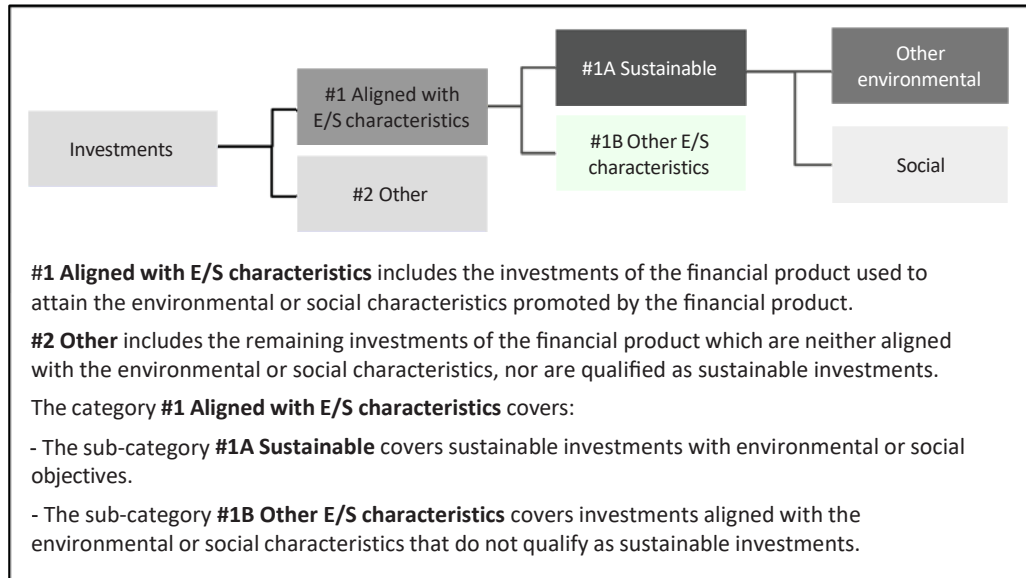 Investments
#1 Aligned with
E/S characteristics
#2 Other
#1A Sustainable
#1B Other E/S
characteristics
Other
environmental
Social
#1 Aligned with E/S characteristics includes the investments of the financial product used to
attain the environmental or social characteristics promoted by the financial product.
#2 Other includes the remaining investments of the financial product which are neither aligned
with the environmental or social characteristics, nor are qualified as sustainable investments.
The category #1 Aligned with E/S characteristics covers:
- The sub-category #1A Sustainable covers sustainable investments with environmental or social
objectives.
- The sub-category #1B Other E/S characteristics covers investments aligned with the
environmental or social characteristics that do not qualify as sustainable investments.